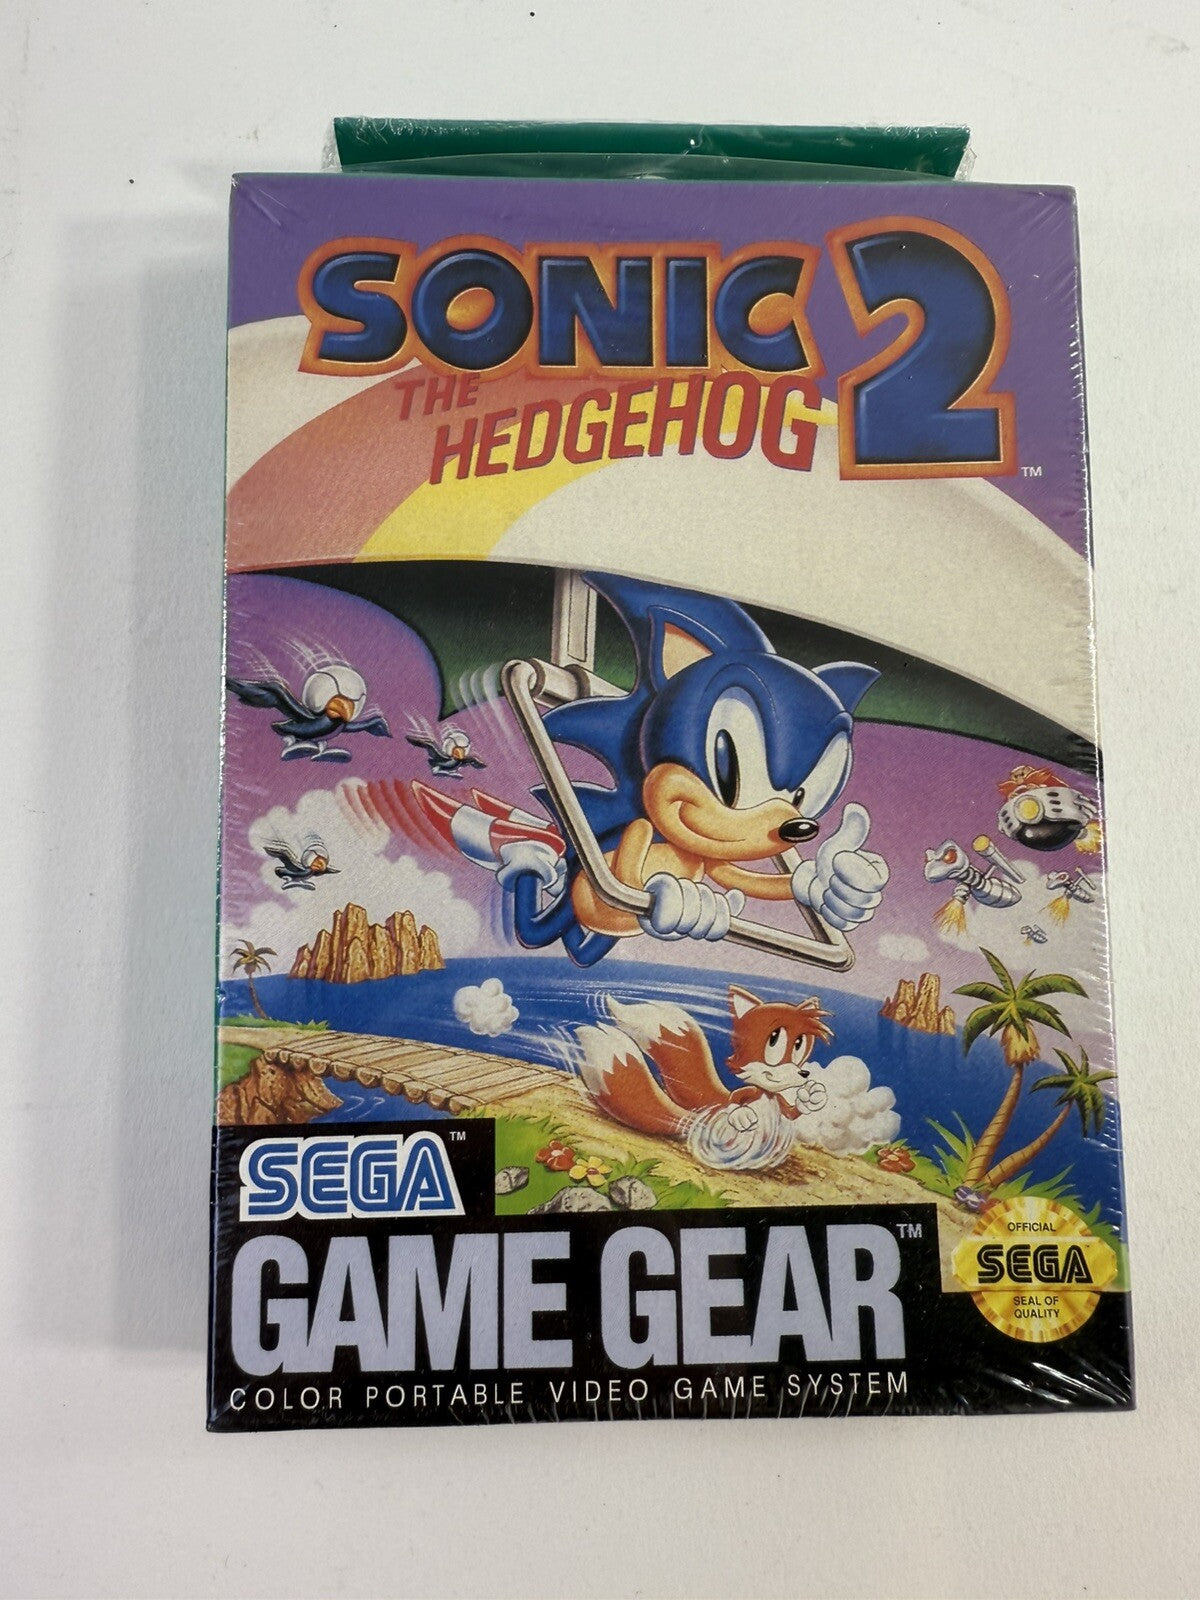 SONIC 2
THE
HEDGEHOG
TM
SEGA TM
GAME GEAR TM
COLOR PORTABLE VIDEO GAME SYSTEM
OFFICIAL
SEGA
SEAL OF
QUALITY